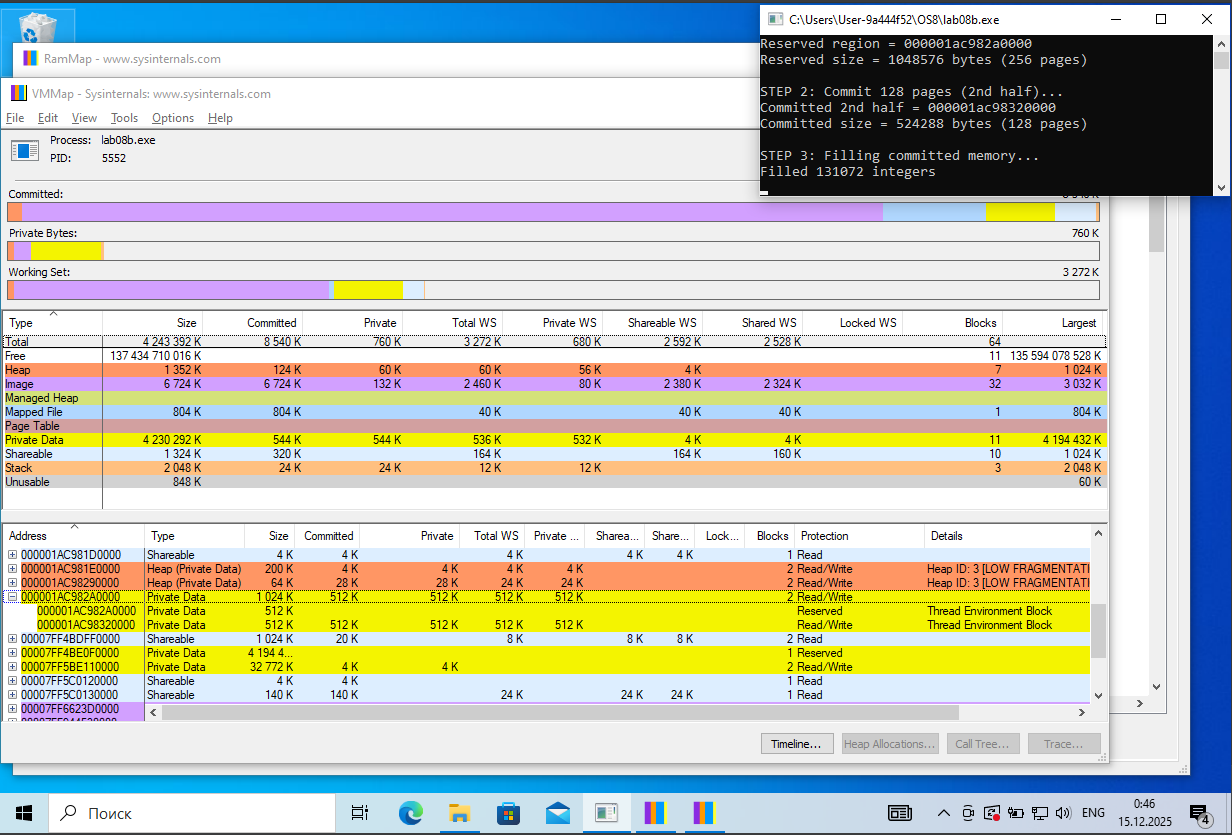 C:\Users\User-9a444f52\OS8\lab08b.exe
Reserved region = 000001ac982a0000
Reserved size = 1048576 bytes (256 pages)
STEP 2: Commit 128 pages (2nd half)...
Committed 2nd half = 000001ac98320000
Committed size = 524288 bytes (128 pages)
STEP 3: Filling committed memory...
Filled 131072 integers
RamMap - www.sysinternals.com
VMMap - Sysinternals: www.sysinternals.com
File Edit View Tools Options Help
Process: lab08b.exe
PID: 5552
Committed:
Private Bytes: 760 K
Working Set: 3 272 K
Type Size Committed Private Total WS Private WS Shareable WS Shared WS Locked WS Blocks Largest
Total 4 243 392 K 8 540 K 760 K 3 272 K 680 K 2 592 K 2 528 K 64
Free 137 434 710 016 K 11 135 594 078 528 K
Heap 1 352 K 124 K 60 K 60 K 56 K 4 K 7 1 024 K
Image 6 724 K 6 724 K 132 K 2 460 K 80 K 2 380 K 2 324 K 32 3 032 K
Managed Heap
Mapped File 804 K 804 K 40 K 40 K 40 K 1 804 K
Page Table
Private Data 4 230 292 K 544 K 544 K 536 K 532 K 4 K 4 K 11 4 194 432 K
Shareable 1 324 K 320 K 164 K 164 K 160 K 10 1 024 K
Stack 2 048 K 24 K 24 K 12 K 12 K 3 2 048 K
Unusable 848 K 60 K
Address Type Size Committed Private Total WS Private ... Sharea... Share... Lock... Blocks Protection Details
000001AC981D0000 Shareable 4 K 4 K 4 K 4 K 4 K 1 Read
000001AC981E0000 Heap (Private Data) 200 K 4 K 4 K 4 K 4 K 2 Read/Write Heap ID: 3 [LOW FRAGMENTATI
000001AC98290000 Heap (Private Data) 64 K 28 K 28 K 24 K 24 K 2 Read/Write Heap ID: 3 [LOW FRAGMENTATI
000001AC982A0000 Private Data 1 024 K 512 K 512 K 512 K 512 K 2 Read/Write
000001AC982A0000 Private Data 512 K Reserved Thread Environment Block
000001AC98320000 Private Data 512 K 512 K 512 K 512 K 512 K Read/Write Thread Environment Block
00007FF4BDFF0000 Shareable 1 024 K 20 K 8 K 8 K 8 K 2 Read
00007FF4BE0F0000 Private Data 4 194 4... 1 Reserved
00007FF5BE110000 Private Data 32 772 K 4 K 4 K 2 Read/Write
00007FF5C0120000 Shareable 4 K 4 K 1 Read
00007FF5C0130000 Shareable 140 K 140 K 24 K 24 K 24 K 1 Read
00007FF6623D0000
Timeline... Heap Allocations... Call Tree... Trace...
Поиск
ENG
0:46
15.12.2025
4